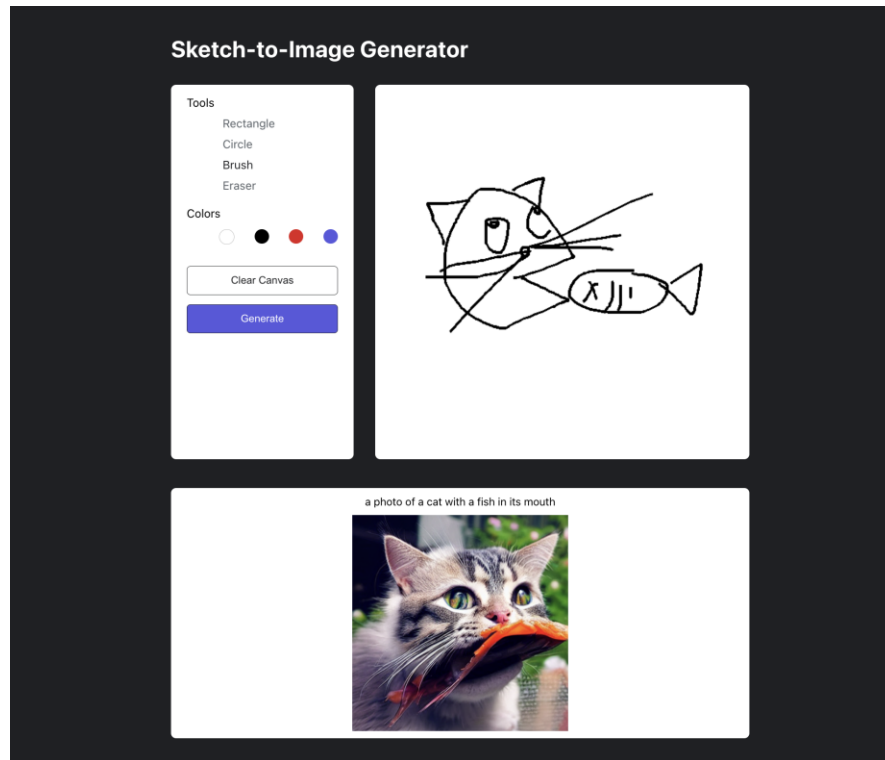 Sketch-to-Image Generator
Tools
Rectangle
Circle
Brush
Eraser
Colors
Clear Canvas
Generate
a photo of a cat with a fish in its mouth